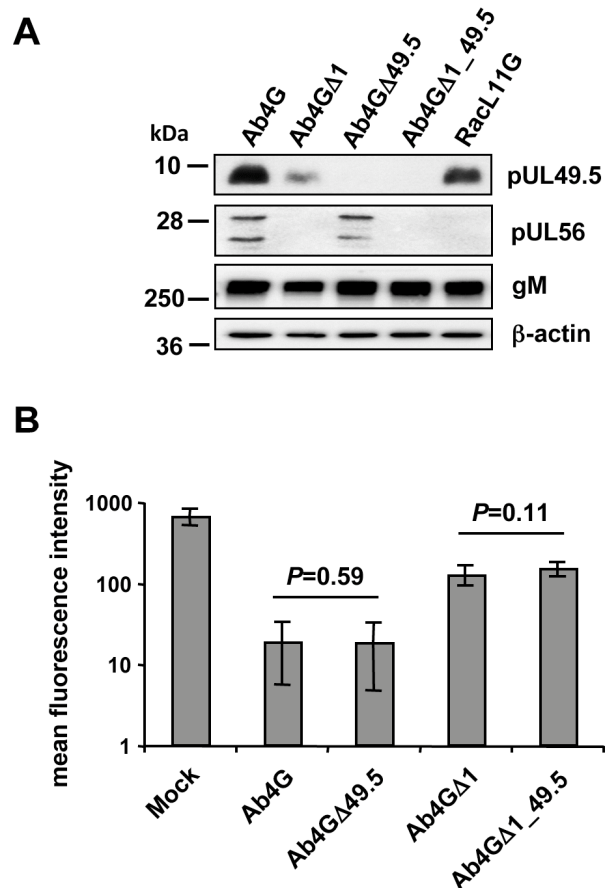 A
Ab4G
Ab4GΔ1
Ab4GΔ49.5
Ab4GΔ1_49.5
RacL11G
kDa
10
pUL49.5
28
pUL56
250
gM
36
β-actin
B
mean fluorescence intensity
1000
100
10
1
P=0.59
P=0.11
Mock
Ab4G
Ab4GΔ49.5
Ab4GΔ1
Ab4GΔ1_49.5